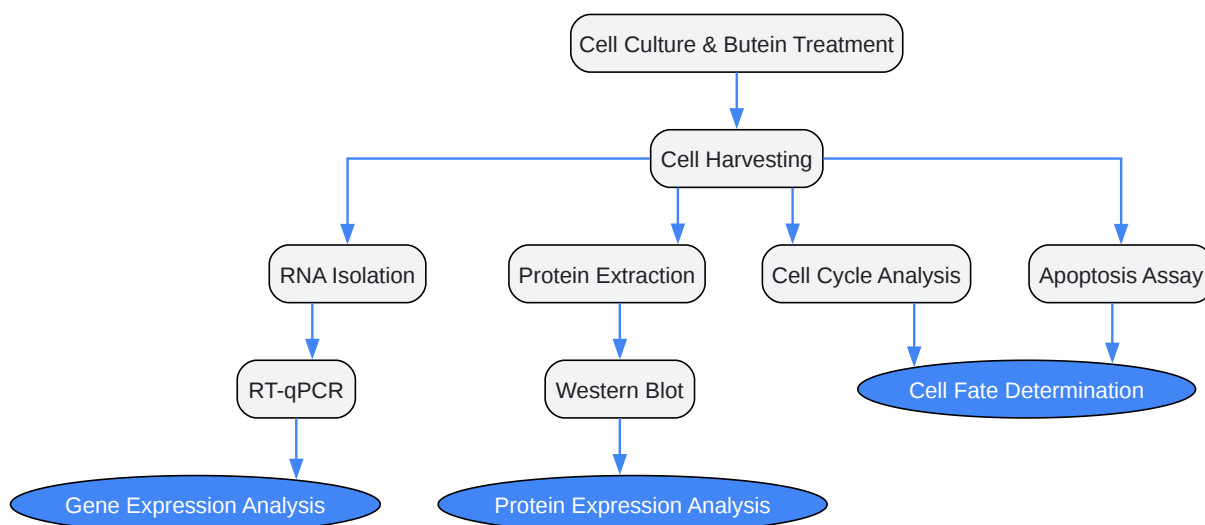 Cell Culture & Butein Treatment
Cell Harvesting
RNA Isolation
Protein Extraction
Cell Cycle Analysis
Apoptosis Assay
RT-qPCR
Western Blot
Cell Fate Determination
Gene Expression Analysis
Protein Expression Analysis